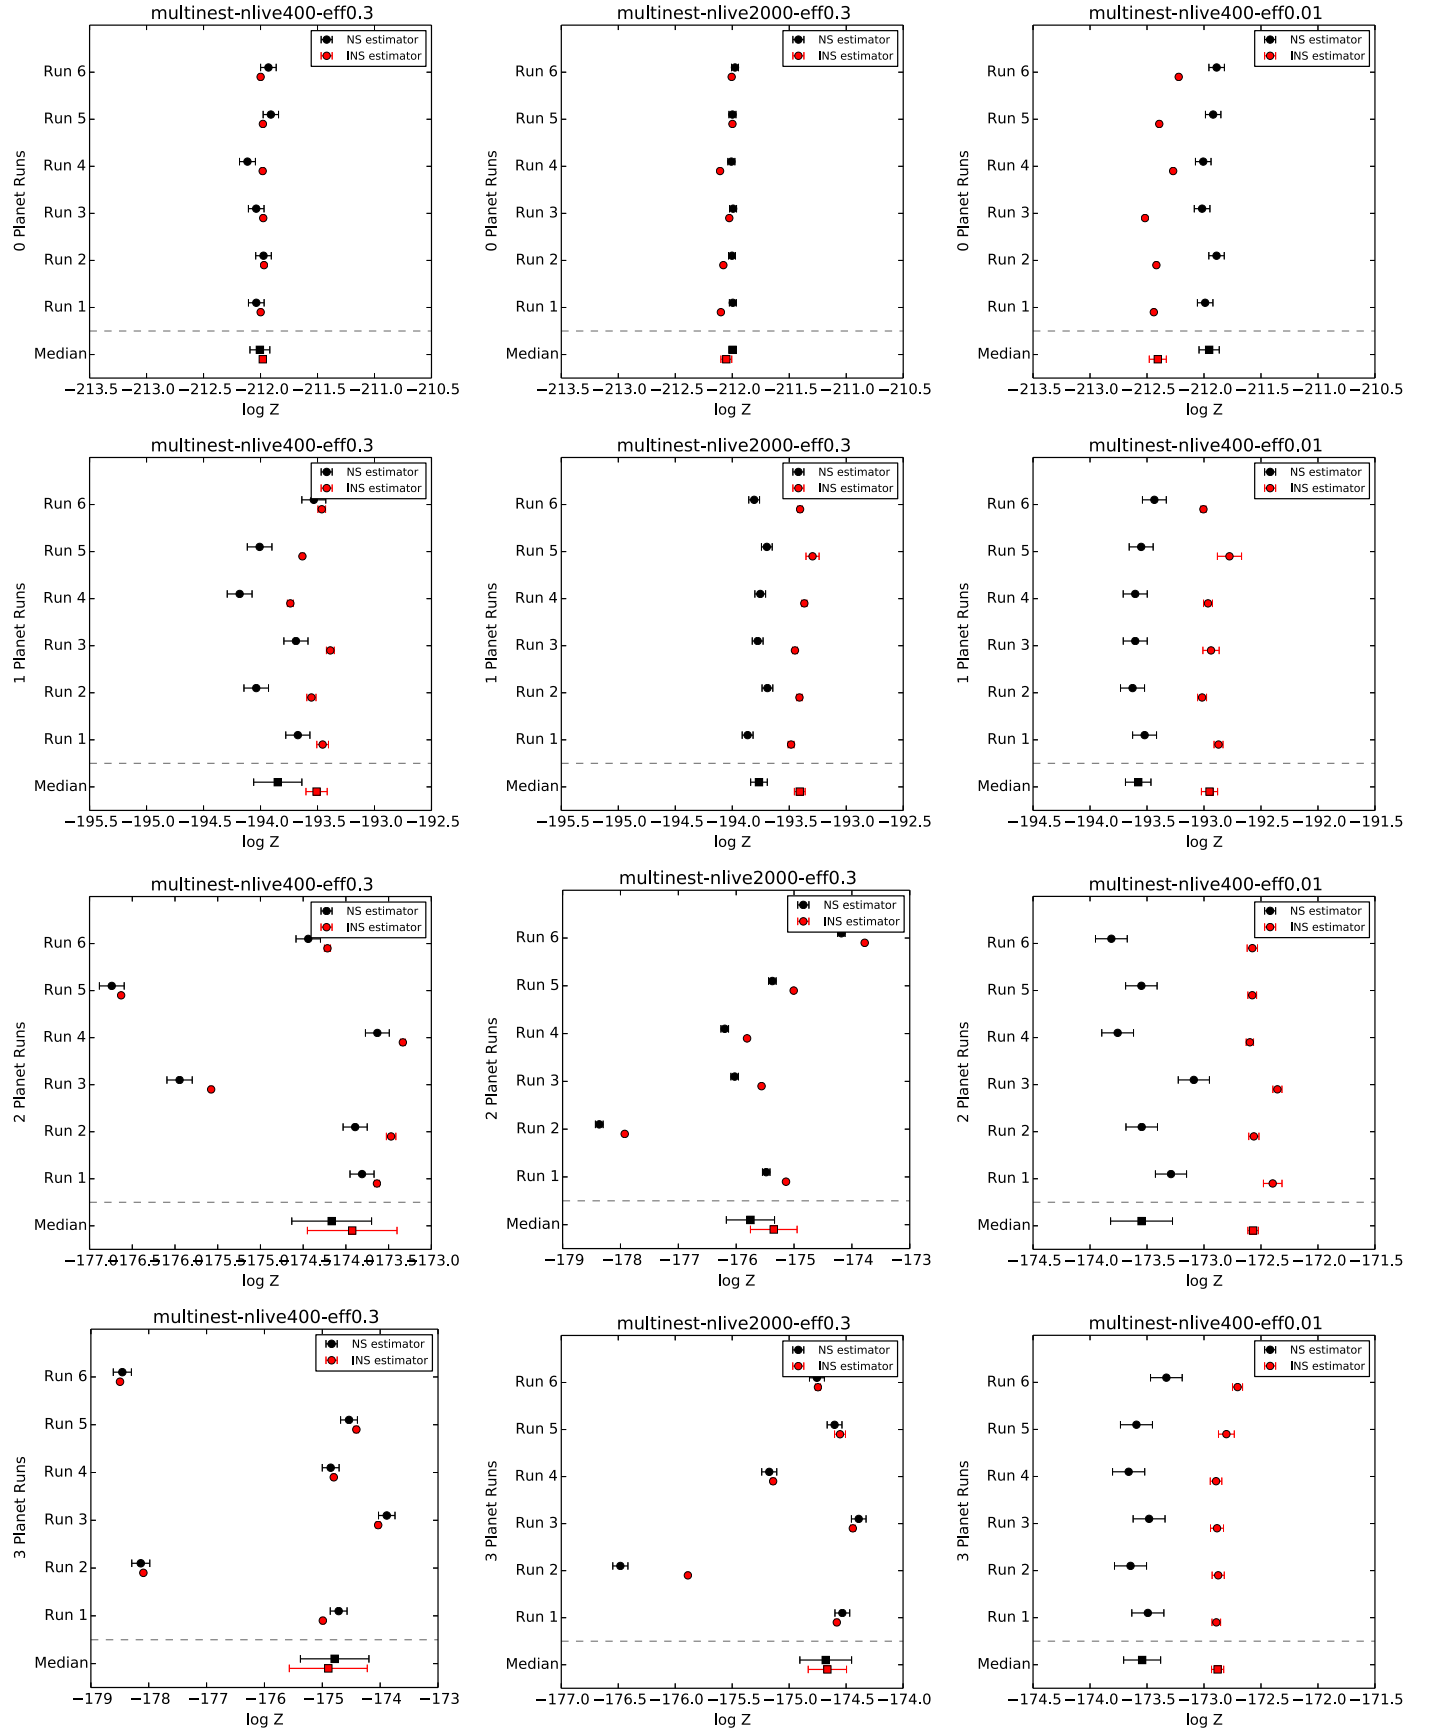 multinest-nlive400-eff0.3
NS estimator
INS estimator
Run 6
Run 5
Run 4
Run 3
Run 2
Run 1
Median
0 Planet Runs
−213.5 −213.0 −212.5 −212.0 −211.5 −211.0 −210.5
log Z
multinest-nlive2000-eff0.3
NS estimator
INS estimator
Run 6
Run 5
Run 4
Run 3
Run 2
Run 1
Median
0 Planet Runs
−213.5 −213.0 −212.5 −212.0 −211.5 −211.0 −210.5
log Z
multinest-nlive400-eff0.01
NS estimator
INS estimator
Run 6
Run 5
Run 4
Run 3
Run 2
Run 1
Median
0 Planet Runs
−213.5 −213.0 −212.5 −212.0 −211.5 −211.0 −210.5
log Z
multinest-nlive400-eff0.3
NS estimator
INS estimator
Run 6
Run 5
Run 4
Run 3
Run 2
Run 1
Median
1 Planet Runs
−195.5 −195.0 −194.5 −194.0 −193.5 −193.0 −192.5
log Z
multinest-nlive2000-eff0.3
NS estimator
INS estimator
Run 6
Run 5
Run 4
Run 3
Run 2
Run 1
Median
1 Planet Runs
−195.5 −195.0 −194.5 −194.0 −193.5 −193.0 −192.5
log Z
multinest-nlive400-eff0.01
NS estimator
INS estimator
Run 6
Run 5
Run 4
Run 3
Run 2
Run 1
Median
1 Planet Runs
−194.5 −194.0 −193.5 −193.0 −192.5 −192.0 −191.5
log Z
multinest-nlive400-eff0.3
NS estimator
INS estimator
Run 6
Run 5
Run 4
Run 3
Run 2
Run 1
Median
2 Planet Runs
−177.0 −176.5 −176.0 −175.5 −175.0 −174.5 −174.0 −173.5 −173.0
log Z
multinest-nlive2000-eff0.3
NS estimator
INS estimator
Run 6
Run 5
Run 4
Run 3
Run 2
Run 1
Median
2 Planet Runs
−179 −178 −177 −176 −175 −174 −173
log Z
multinest-nlive400-eff0.01
NS estimator
INS estimator
Run 6
Run 5
Run 4
Run 3
Run 2
Run 1
Median
2 Planet Runs
−174.5 −174.0 −173.5 −173.0 −172.5 −172.0 −171.5
log Z
multinest-nlive400-eff0.3
NS estimator
INS estimator
Run 6
Run 5
Run 4
Run 3
Run 2
Run 1
Median
3 Planet Runs
−179 −178 −177 −176 −175 −174 −173
log Z
multinest-nlive2000-eff0.3
NS estimator
INS estimator
Run 6
Run 5
Run 4
Run 3
Run 2
Run 1
Median
3 Planet Runs
−177.0 −176.5 −176.0 −175.5 −175.0 −174.5 −174.0
log Z
multinest-nlive400-eff0.01
NS estimator
INS estimator
Run 6
Run 5
Run 4
Run 3
Run 2
Run 1
Median
3 Planet Runs
−174.5 −174.0 −173.5 −173.0 −172.5 −172.0 −171.5
log Z